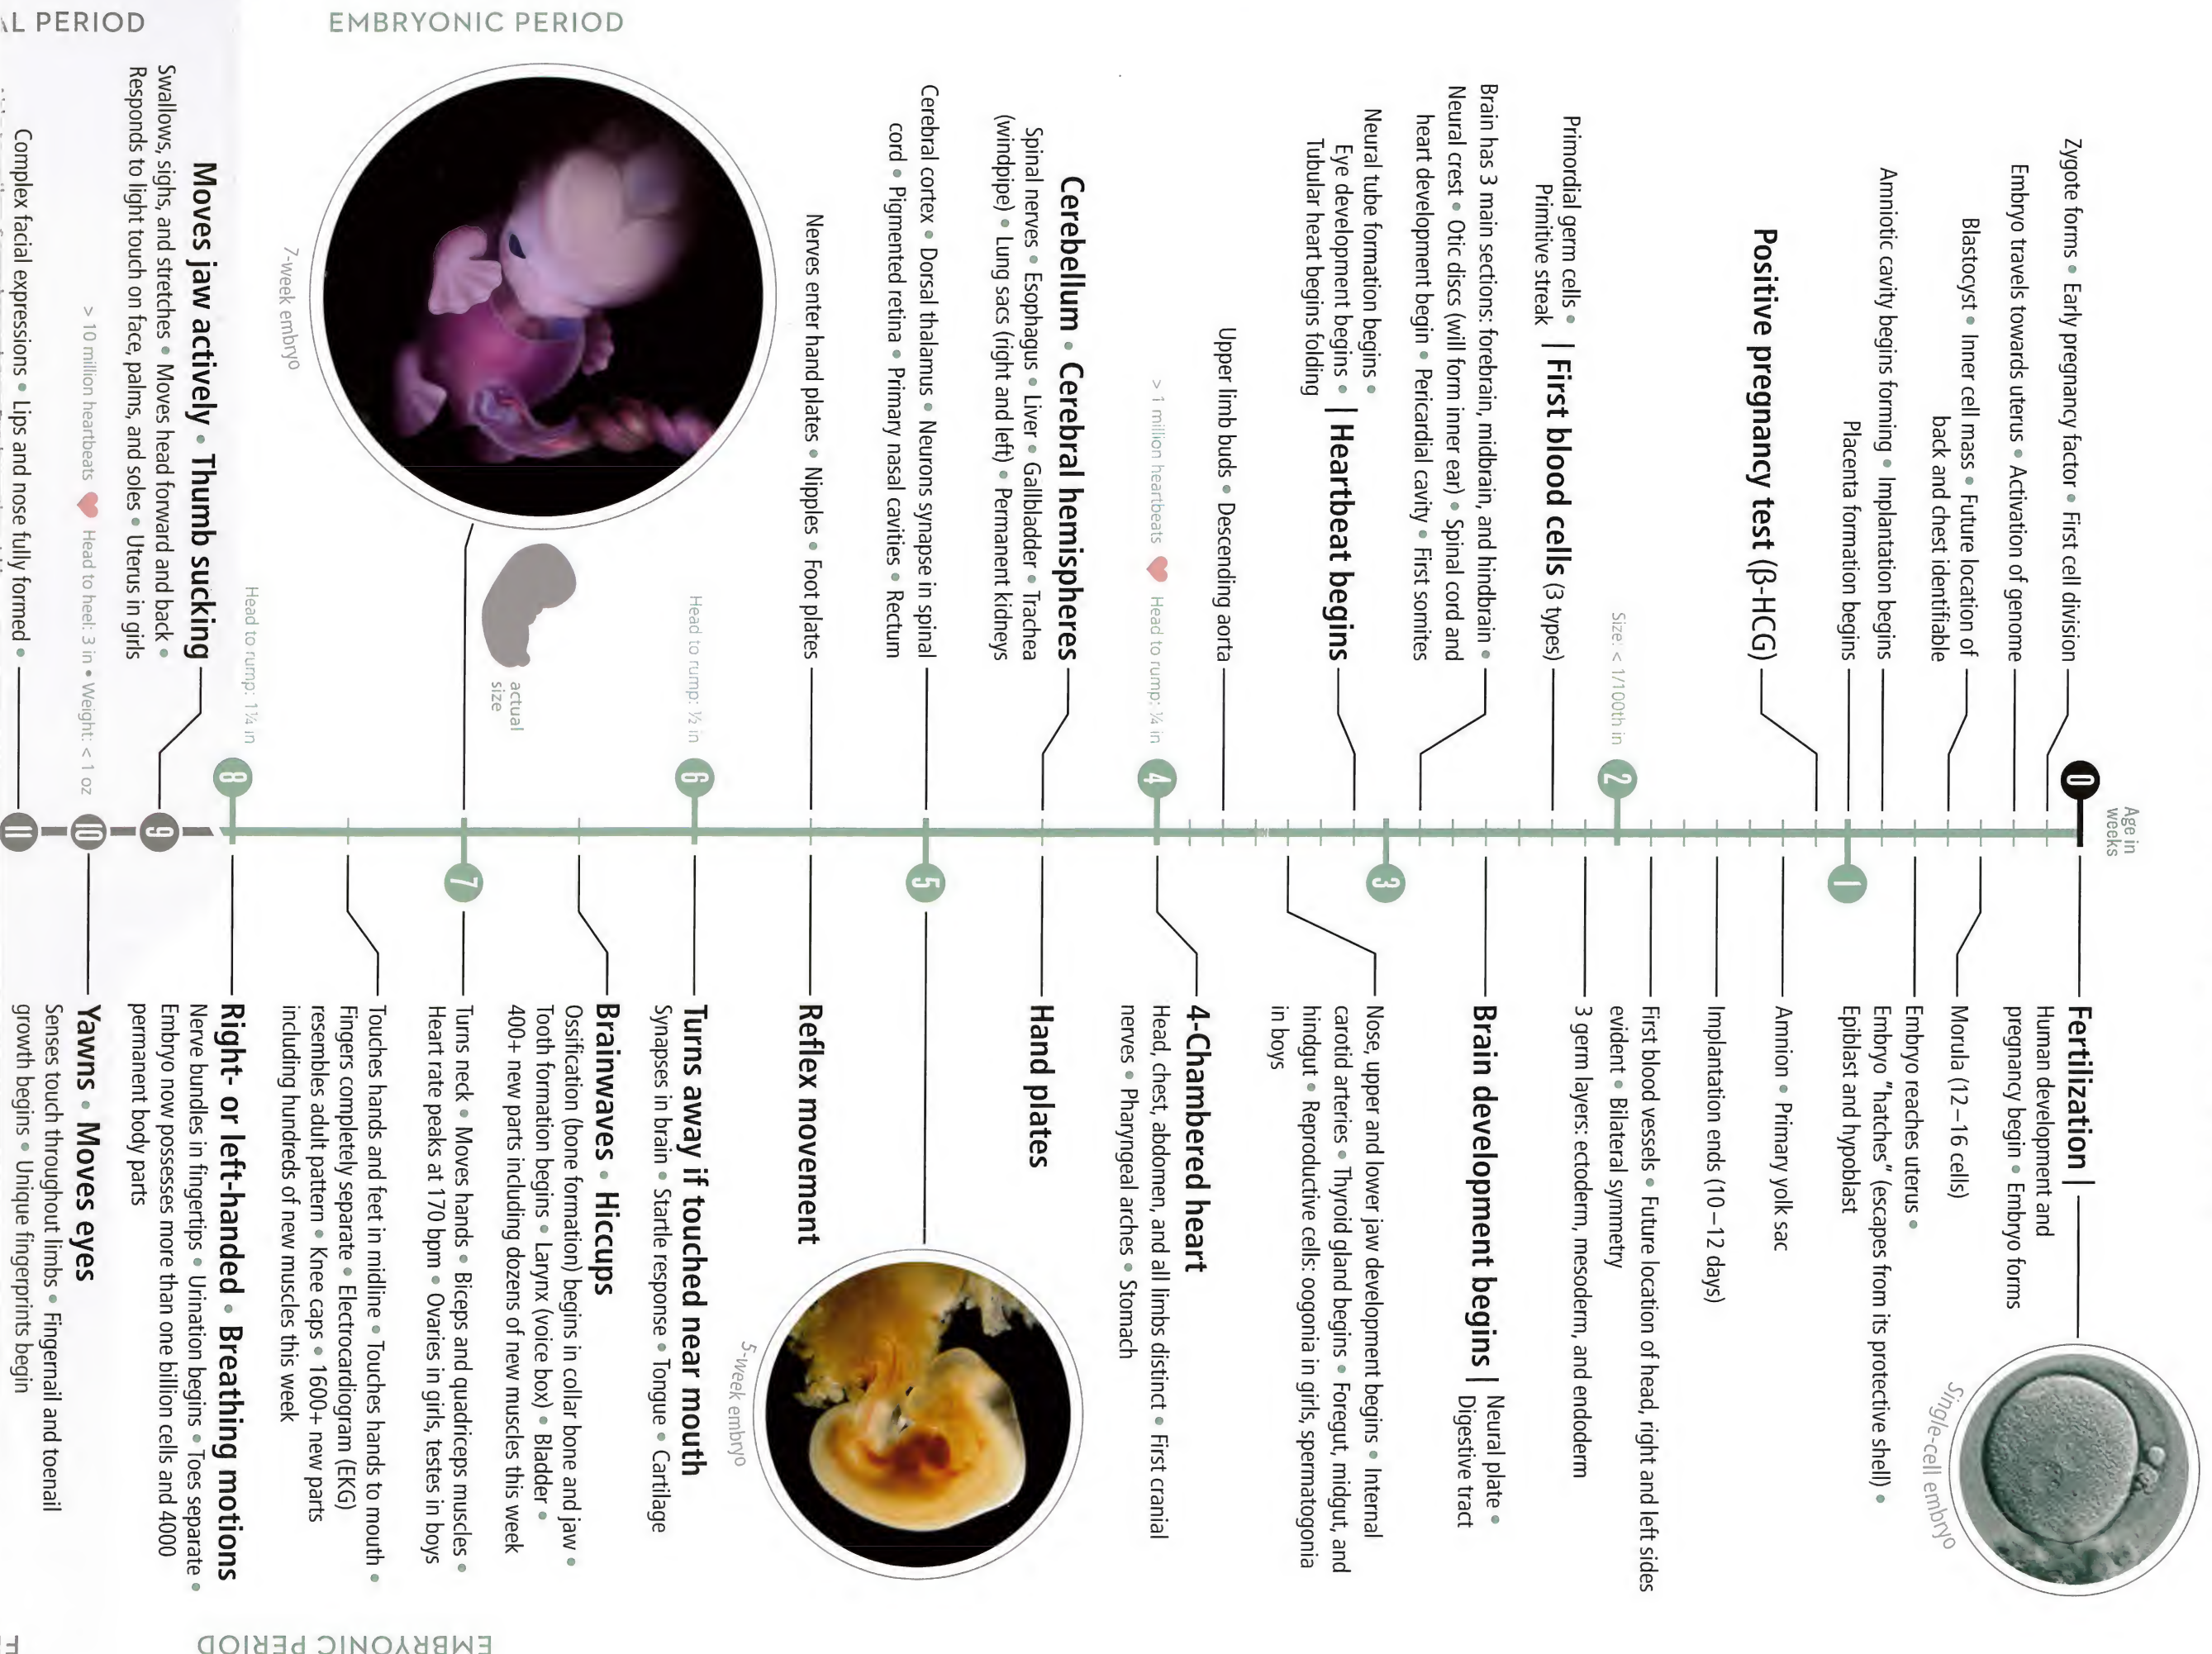 EMBRYONIC PERIOD
Age in
weeks
0
Fertilization |
Human development and
pregnancy begin • Embryo forms
Single-cell embryo
Zygote forms • Early pregnancy factor • First cell division
Embryo travels towards uterus • Activation of genome
Morula (12–16 cells)
Blastocyst • Inner cell mass • Future location of
back and chest identifiable
Embryo reaches uterus •
Embryo "hatches" (escapes from its protective shell) •
Epiblast and hypoblast
Amniotic cavity begins forming • Implantation begins
Placenta formation begins
1
Positive pregnancy test (β-HCG)
Amnion • Primary yolk sac
Implantation ends (10–12 days)
First blood vessels • Future location of head, right and left sides
evident • Bilateral symmetry
Size: < 1/100th in
2
3 germ layers: ectoderm, mesoderm, and endoderm
Primordial germ cells •
Primitive streak
| First blood cells (3 types)
Brain development begins |
Neural plate •
Digestive tract
Brain has 3 main sections: forebrain, midbrain, and hindbrain •
Neural crest • Otic discs (will form inner ear) • Spinal cord and
heart development begin • Pericardial cavity • First somites
3
Neural tube formation begins •
Eye development begins •
Tubular heart begins folding
| Heartbeat begins
Nose, upper and lower jaw development begins • Internal
carotid arteries • Thyroid gland begins • Foregut, midgut, and
hindgut • Reproductive cells: oogonia in girls, spermatogonia
in boys
Upper limb buds • Descending aorta
> 1 million heartbeats
Head to rump: ¼ in
4
4-Chambered heart
Head, chest, abdomen, and all limbs distinct • First cranial
nerves • Pharyngeal arches • Stomach
Cerebellum • Cerebral hemispheres
Spinal nerves • Esophagus • Liver • Gallbladder • Trachea
(windpipe) • Lung sacs (right and left) • Permanent kidneys
Hand plates
Cerebral cortex • Dorsal thalamus • Neurons synapse in spinal
cord • Pigmented retina • Primary nasal cavities • Rectum
5
5-week embryo
Nerves enter hand plates • Nipples • Foot plates
Reflex movement
Head to rump: ½ in
6
Turns away if touched near mouth
Synapses in brain • Startle response • Tongue • Cartilage
Brainwaves • Hiccups
Ossification (bone formation) begins in collar bone and jaw •
Tooth formation begins • Larynx (voice box) • Bladder •
400+ new parts including dozens of new muscles this week
actual
size
7-week embryo
7
Turns neck • Moves hands • Biceps and quadriceps muscles •
Heart rate peaks at 170 bpm • Ovaries in girls, testes in boys
Touches hands and feet in midline • Touches hands to mouth •
Fingers completely separate • Electrocardiogram (EKG)
resembles adult pattern • Knee caps • 1600+ new parts
including hundreds of new muscles this week
Head to rump: 1¼ in
8
Right- or left-handed • Breathing motions
Nerve bundles in fingertips • Urination begins • Toes separate •
Embryo now possesses more than one billion cells and 4000
permanent body parts
Moves jaw actively • Thumb sucking
Swallows, sighs, and stretches • Moves head forward and back •
Responds to light touch on face, palms, and soles • Uterus in girls
9
> 10 million heartbeats
Head to heel: 3 in • Weight: < 1 oz
10
Yawns • Moves eyes
Senses touch throughout limbs • Fingernail and toenail
growth begins • Unique fingerprints begin
Complex facial expressions • Lips and nose fully formed •
11
PERIOD
EMBRYONIC PERIOD